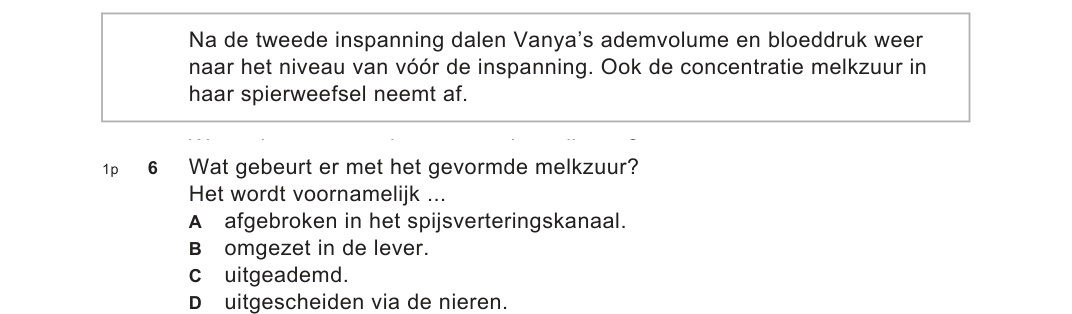 Na de tweede inspanning dalen Vanya's ademvolume en bloeddruk weer
naar het niveau van vóór de inspanning. Ook de concentratie melkzuur in
haar spierweefsel neemt af.
1p 6 Wat gebeurt er met het gevormde melkzuur?
Het wordt voornamelijk ...
A afgebroken in het spijsverteringskanaal.
B omgezet in de lever.
C uitgeademd.
D uitgescheiden via de nieren.